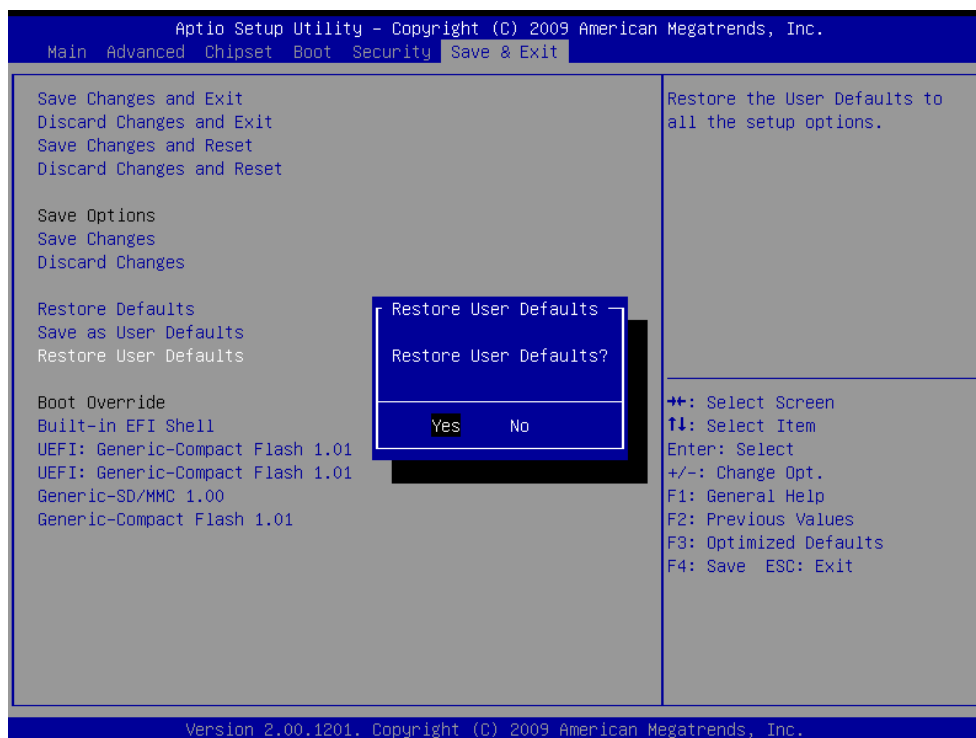 Aptio Setup Utility – Copyright (C) 2009 American Megatrends, Inc.
Main Advanced Chipset Boot Security Save & Exit
Save Changes and Exit
Discard Changes and Exit
Save Changes and Reset
Discard Changes and Reset
Save Options
Save Changes
Discard Changes
Restore Defaults
Save as User Defaults
Restore User Defaults
Boot Override
Built-in EFI Shell
UEFI: Generic-Compact Flash 1.01
UEFI: Generic-Compact Flash 1.01
Generic-SD/MMC 1.00
Generic-Compact Flash 1.01
Restore User Defaults
Restore User Defaults?
Yes No
Restore the User Defaults to
all the setup options.
→←: Select Screen
↑↓: Select Item
Enter: Select
+/-: Change Opt.
F1: General Help
F2: Previous Values
F3: Optimized Defaults
F4: Save ESC: Exit
Version 2.00.1201. Copyright (C) 2009 American Megatrends, Inc.